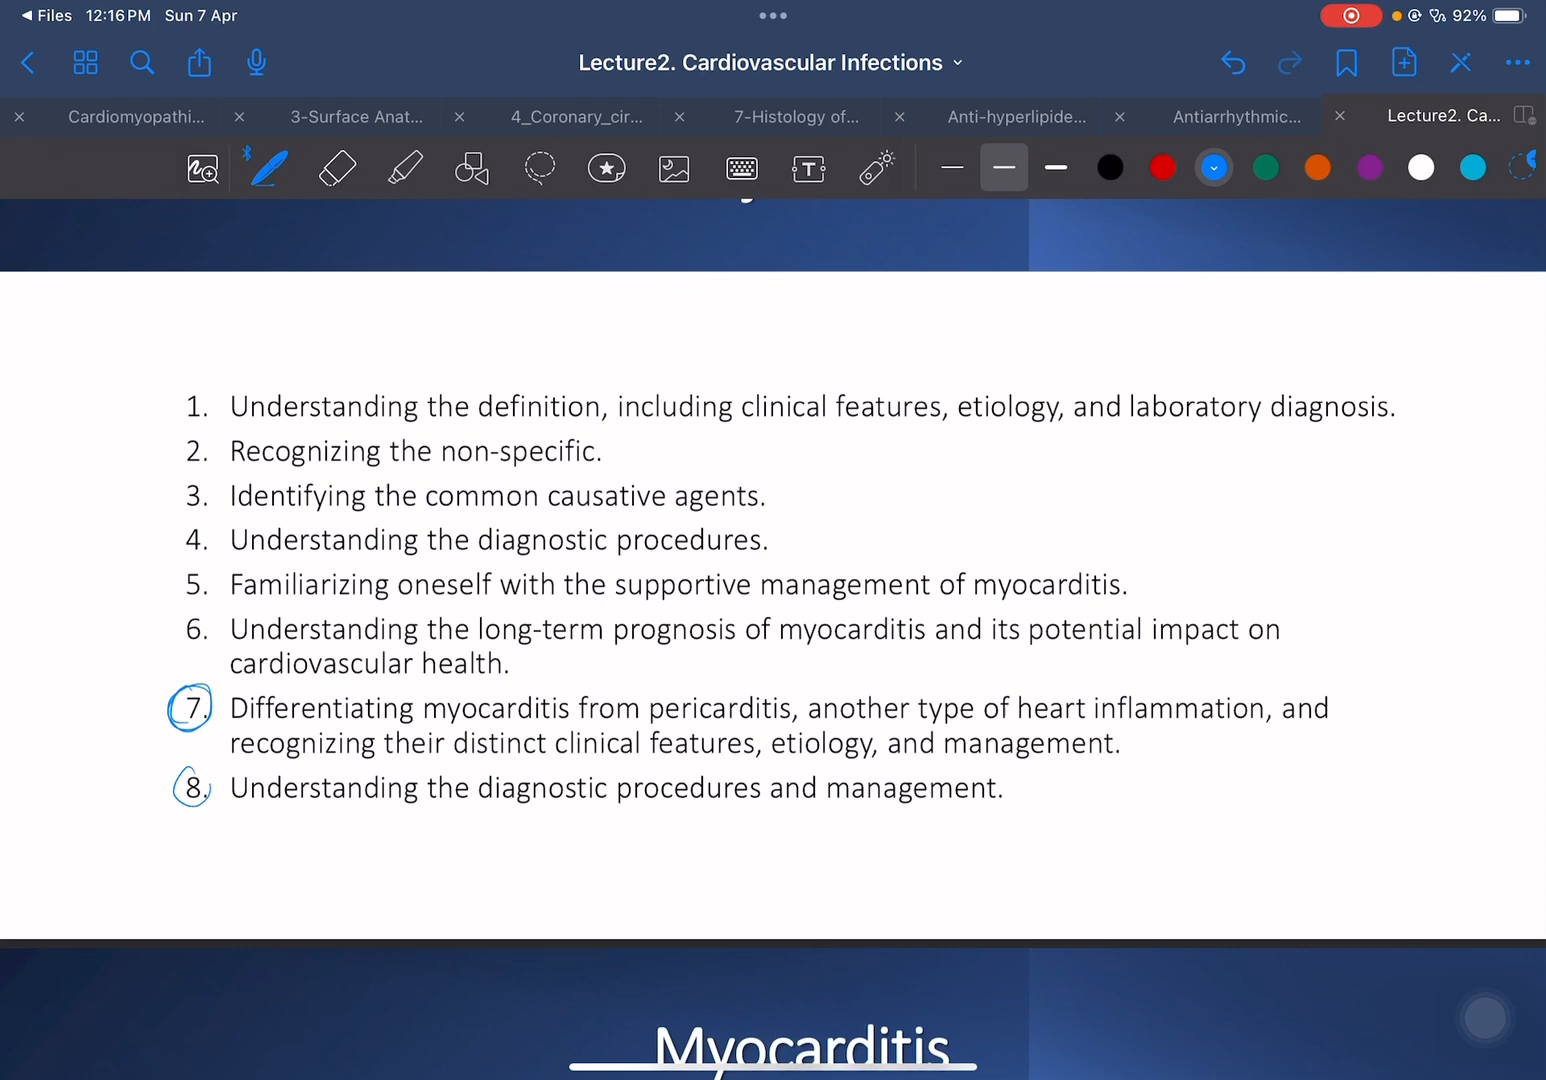 Files 12:16 PM Sun 7 Apr 92%
Lecture2. Cardiovascular Infections
Cardiomyopathi... 3-Surface Anat... 4_Coronary_cir... 7-Histology of... Anti-hyperlipide... Antiarrhythmic... Lecture2. Ca...
1. Understanding the definition, including clinical features, etiology, and laboratory diagnosis.
2. Recognizing the non-specific.
3. Identifying the common causative agents.
4. Understanding the diagnostic procedures.
5. Familiarizing oneself with the supportive management of myocarditis.
6. Understanding the long-term prognosis of myocarditis and its potential impact on
cardiovascular health.
7. Differentiating myocarditis from pericarditis, another type of heart inflammation, and
recognizing their distinct clinical features, etiology, and management.
8. Understanding the diagnostic procedures and management.
Myocarditis